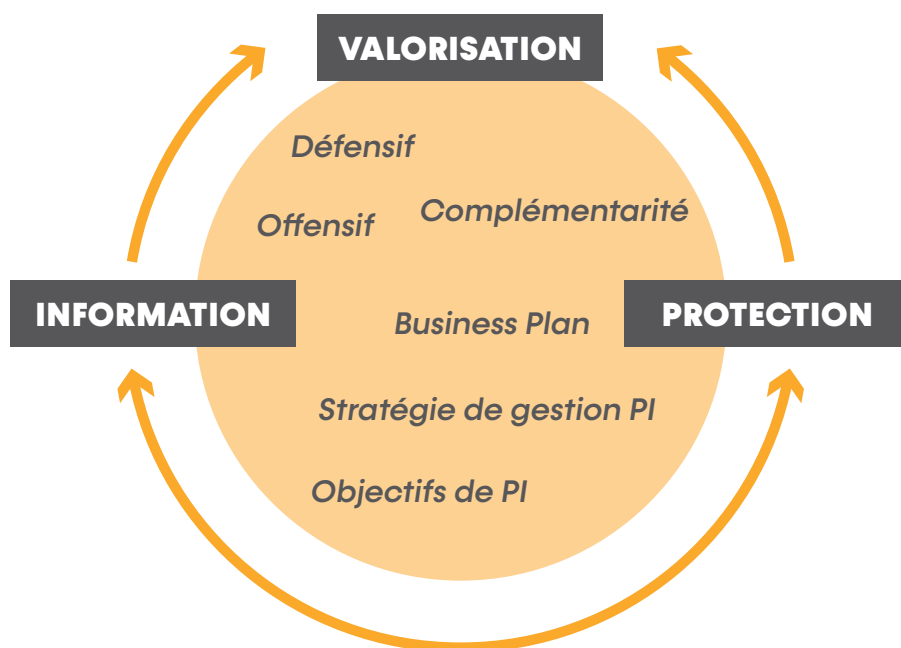 VALORISATION
Défensif
Complémentarité
Offensif
INFORMATION
PROTECTION
Business Plan
Stratégie de gestion PI
Objectifs de PI